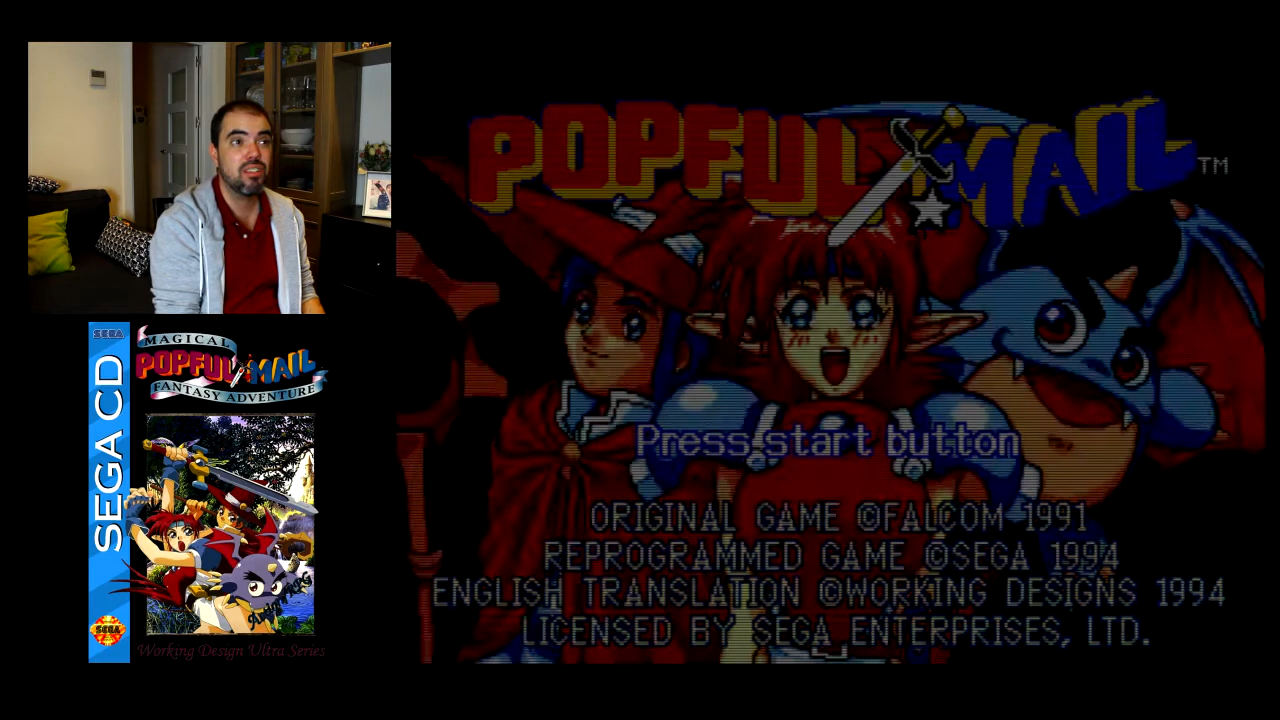 POPFUL MAIL TM
Press start button
ORIGINAL GAME ©FALCOM 1991
REPROGRAMMED GAME ©SEGA 1994
ENGLISH TRANSLATION ©WORKING DESIGNS 1994
LICENSED BY SEGA ENTERPRISES, LTD.
SEGA
SEGA CD
SEGA
MAGICAL
POPFUL MAIL
FANTASY ADVENTURE
Working Design Ultra Series